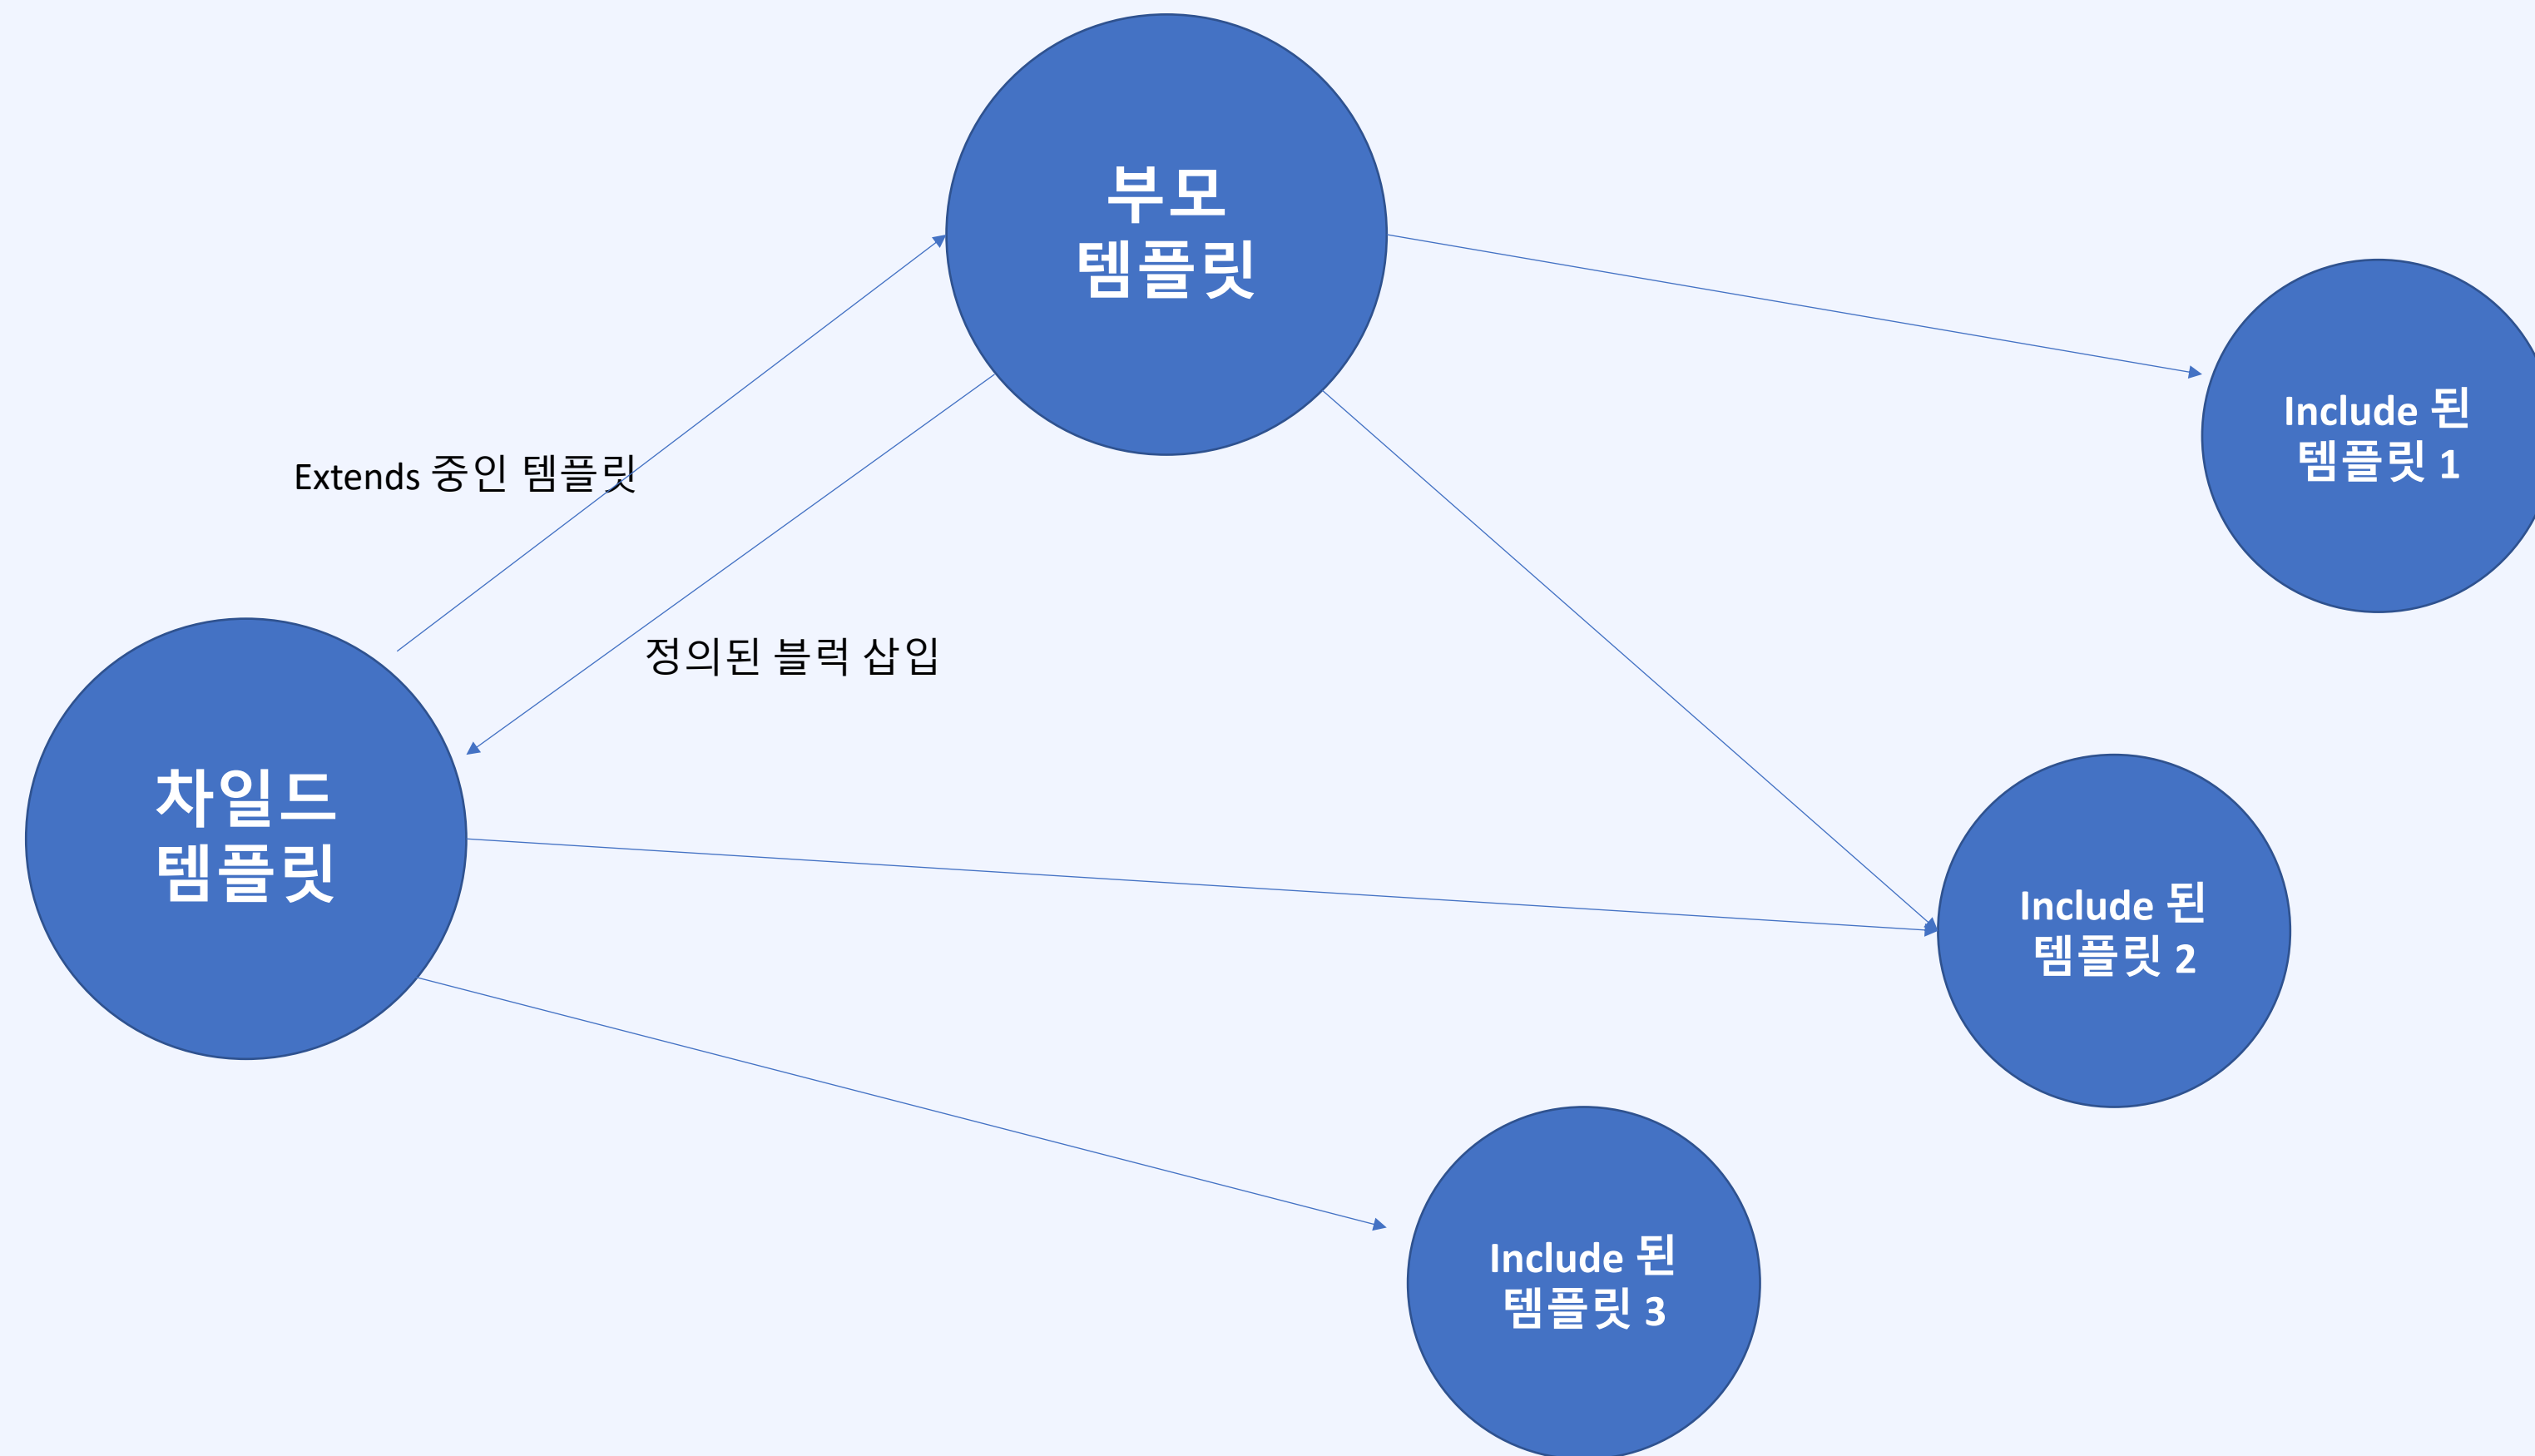 부모
템플릿
Include 된
템플릿 1
Extends 중인 템플릿
정의된 블럭 삽입
차일드
템플릿
Include 된
템플릿 2
Include 된
템플릿 3